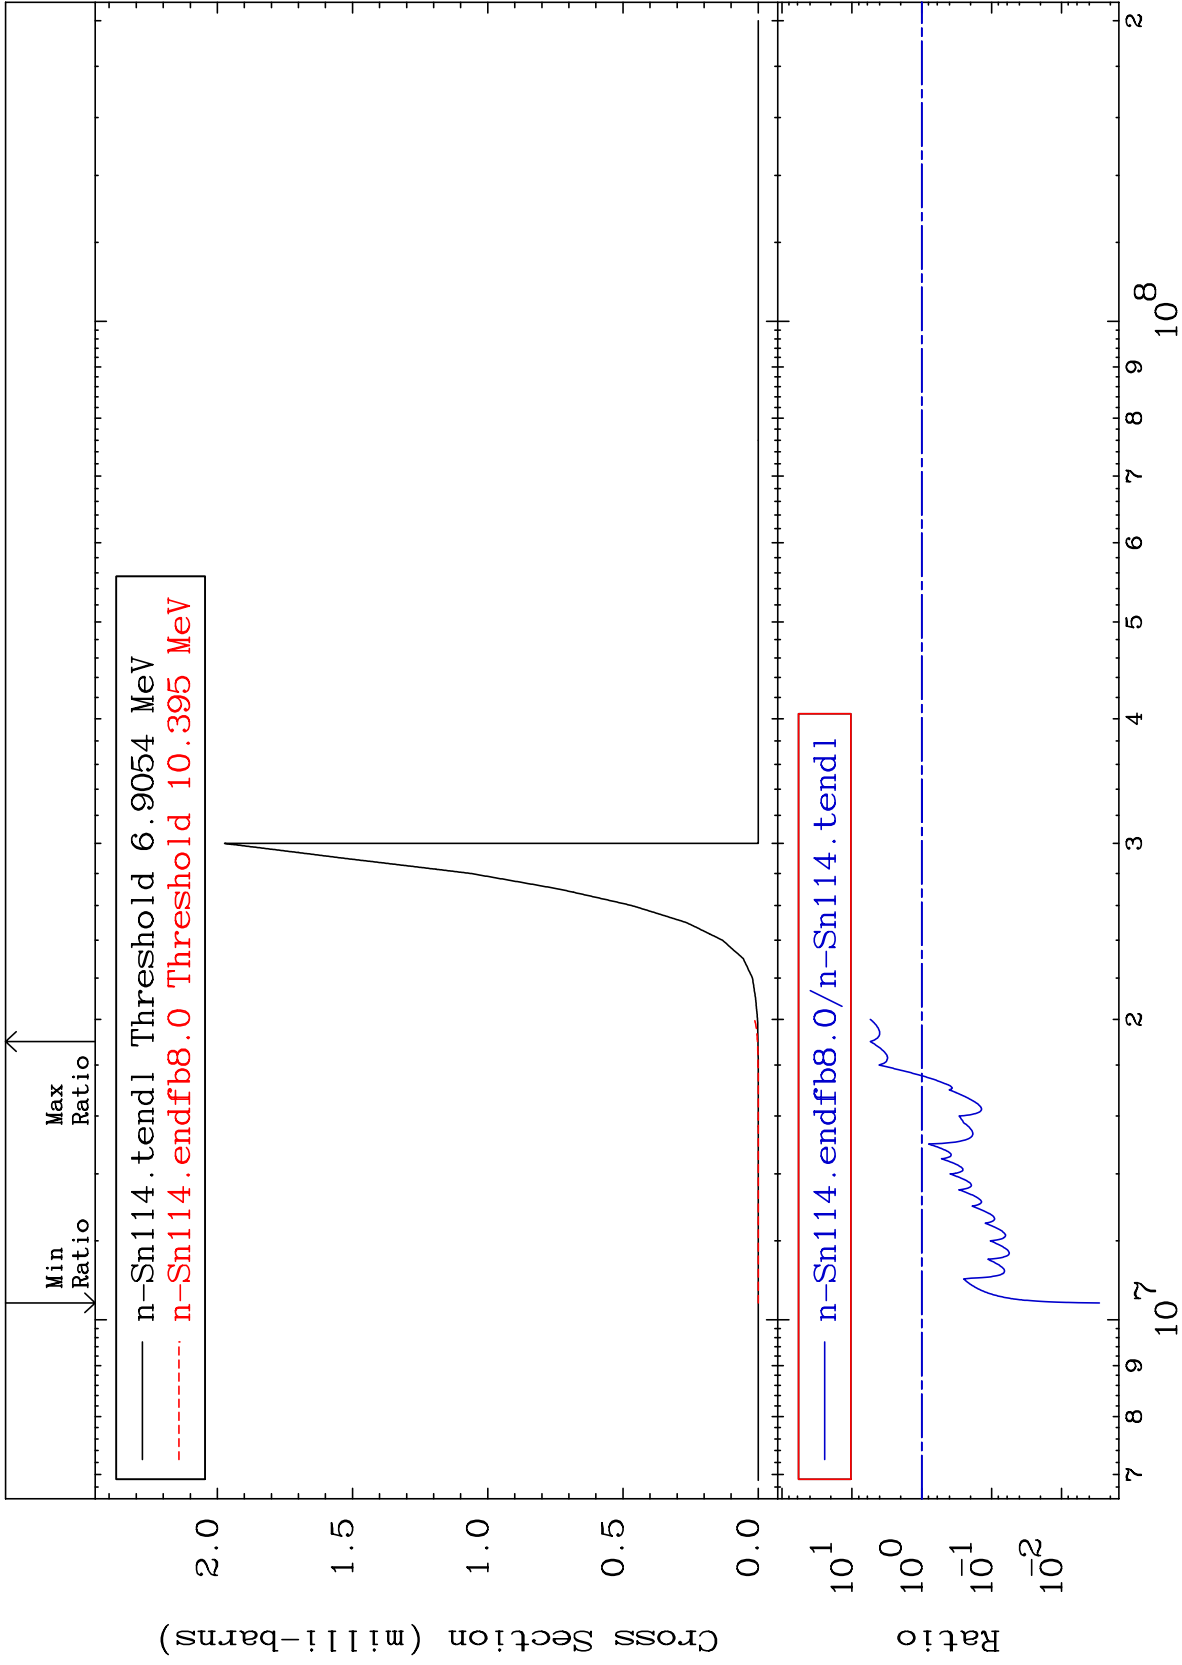 Min
Ratio
Max
Ratio
n-Sn114.tendl Threshold 6.9054 MeV
n-Sn114.endfb8.0 Threshold 10.395 MeV
Cross Section (milli-barns)
2.0
1.5
1.0
0.5
0.0
n-Sn114.endfb8.0/n-Sn114.tendl
Ratio
10^1
10^0
10^-1
10^-2
7 8 9 10^7 2 3 4 5 6 7 8 9 10^8 2